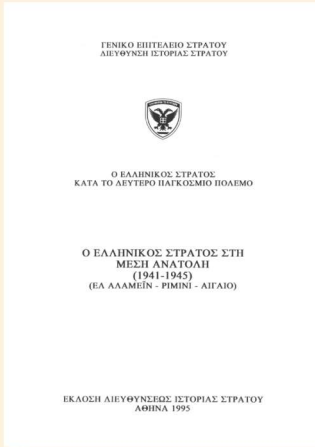 ΓΕΝΙΚΟ ΕΠΙΤΕΛΕΙΟ ΣΤΡΑΤΟΥ
ΔΙΕΥΘΥΝΣΗ ΙΣΤΟΡΙΑΣ ΣΤΡΑΤΟΥ
Ο ΕΛΛΗΝΙΚΟΣ ΣΤΡΑΤΟΣ
ΚΑΤΑ ΤΟ ΔΕΥΤΕΡΟ ΠΑΓΚΟΣΜΙΟ ΠΟΛΕΜΟ
Ο ΕΛΛΗΝΙΚΟΣ ΣΤΡΑΤΟΣ ΣΤΗ
ΜΕΣΗ ΑΝΑΤΟΛΗ
(1941-1945)
(ΕΛ ΑΛΑΜΕΪΝ - ΡΙΜΙΝΙ - ΑΙΓΑΙΟ)
ΕΚΔΟΣΗ ΔΙΕΥΘΥΝΣΕΩΣ ΙΣΤΟΡΙΑΣ ΣΤΡΑΤΟΥ
ΑΘΗΝΑ 1995